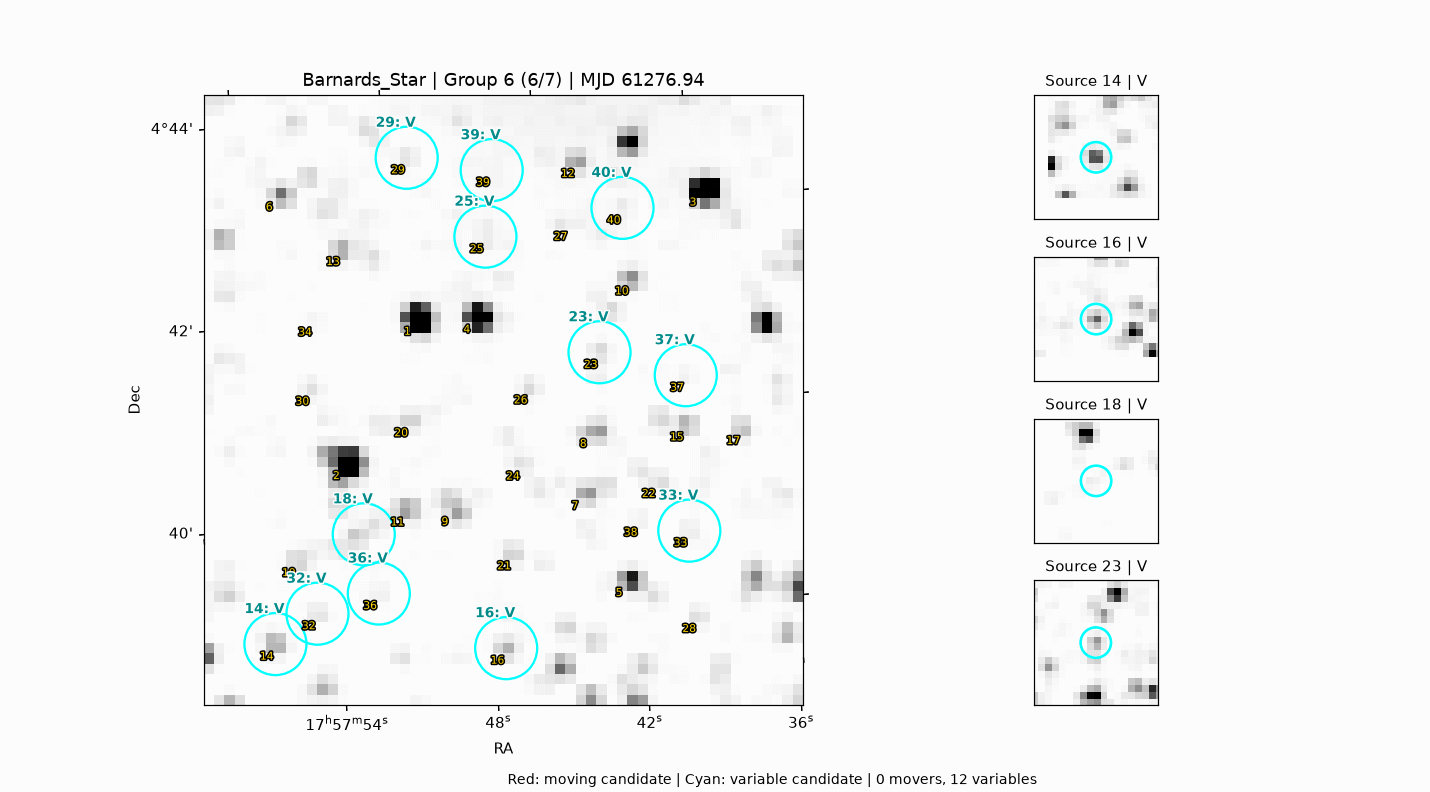 Barnards_Star | Group 6 (6/7) | MJD 61276.94
Source 14 | V
4°44'
29: V
39: V
12
40: V
29
39
3
6
25: V
40
27
25
13
Source 16 | V
10
23: V
34
1
4
37: V
23
37
Dec
30
26
Source 18 | V
20
8
15
17
2
24
22
33: V
18: V
7
11
9
38
40'
33
36: V
21
Source 23 | V
32: V
5
36
14: V
16: V
32
28
14
16
17ʰ57ᵐ54ˢ
48ˢ
42ˢ
36ˢ
42'
RA
Red: moving candidate | Cyan: variable candidate | 0 movers, 12 variables